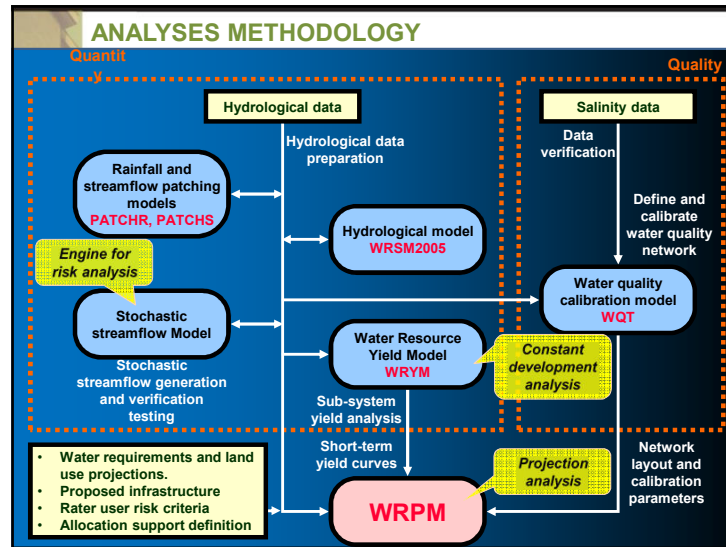 ANALYSES METHODOLOGY
Quantit
y
Quality
Hydrological data
Salinity data
Hydrological data
preparation
Data
verification
Rainfall and
streamflow patching
models
PATCHR, PATCHS
Hydrological model
WRSM2005
Define and
calibrate
water quality
network
Engine for
risk analysis
Stochastic
streamflow Model
Water quality
calibration model
WQT
Stochastic
streamflow generation
and verification
testing
Water Resource
Yield Model
WRYM
Constant
development
analysis
Sub-system
yield analysis
Short-term
yield curves
• Water requirements and land
use projections.
• Proposed infrastructure
• Rater user risk criteria
• Allocation support definition
Projection
analysis
Network
layout and
calibration
parameters
WRPM